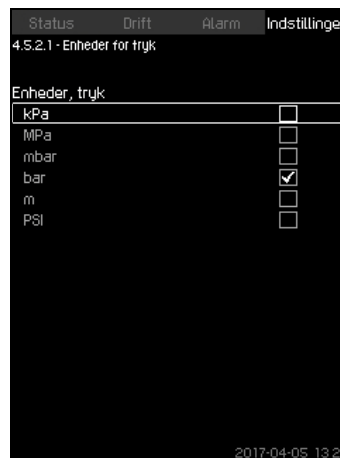 Status Drift Alarm Indstillinge
4.5.2.1 - Enheder for tryk
Enheder, tryk
kPa
MPa
mbar
bar
m
PSI
2017-04-05 13:2